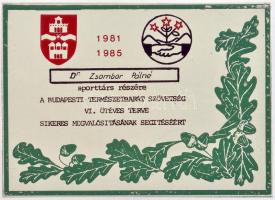 1981
1985
Dr Zsombor Pálné
sporttárs részére
A BUDAPESTI TERMÉSZETBARÁT SZÖVETSÉG
VI. ÖTÉVES TERVE
SIKERES MEGVALÓSÍTÁSÁNAK SEGÍTÉSÉÉRT